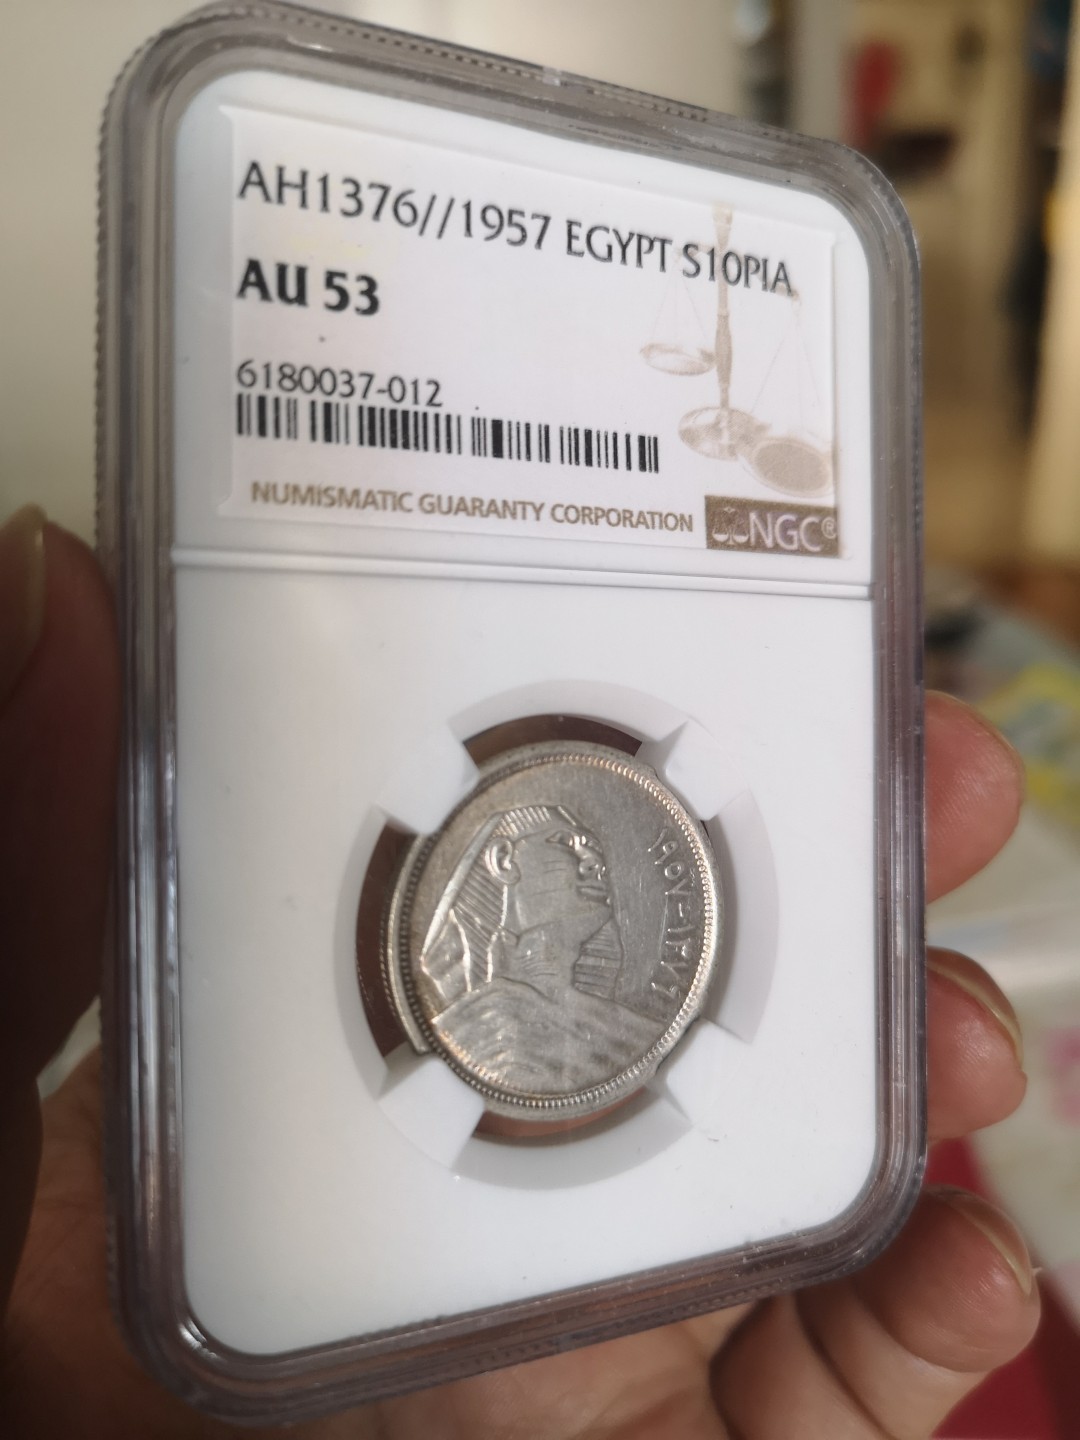 AH1376//1957 EGYPT S10PIA
AU 53
6180037-012
NUMISMATIC GUARANTY CORPORATION NGC®
١٩٥٧-١٣٧٦